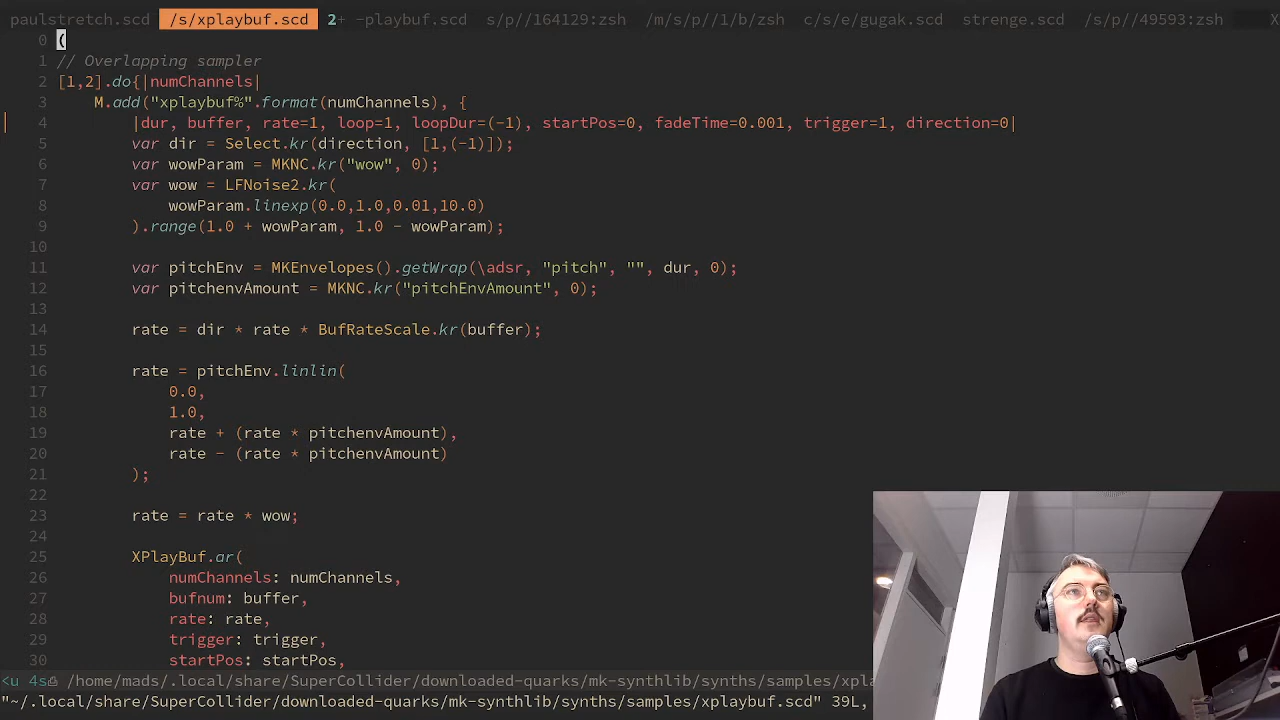 paulstretch.scd /s/xplaybuf.scd 2+ -playbuf.scd s/p//164129:zsh /m/s/p//1/b/zsh c/s/e/gugak.scd strenge.scd /s/p//49593:zsh X
0 (
1 // Overlapping sampler
2 [1,2].do{|numChannels|
3 M.add("xplaybuf%".format(numChannels), {
4 |dur, buffer, rate=1, loop=1, loopDur=(-1), startPos=0, fadeTime=0.001, trigger=1, direction=0|
5 var dir = Select.kr(direction, [1,(-1)]);
6 var wowParam = MKNC.kr("wow", 0);
7 var wow = LFNoise2.kr(
8 wowParam.linexp(0.0,1.0,0.01,10.0)
9 ).range(1.0 + wowParam, 1.0 - wowParam);
10
11 var pitchEnv = MKEnvelopes().getWrap(\adsr, "pitch", "", dur, 0);
12 var pitchenvAmount = MKNC.kr("pitchEnvAmount", 0);
13
14 rate = dir * rate * BufRateScale.kr(buffer);
15
16 rate = pitchEnv.linlin(
17 0.0,
18 1.0,
19 rate + (rate * pitchenvAmount),
20 rate - (rate * pitchenvAmount)
21 );
22
23 rate = rate * wow;
24
25 XPlayBuf.ar(
26 numChannels: numChannels,
27 bufnum: buffer,
28 rate: rate,
29 trigger: trigger,
30 startPos: startPos,
<u 4s /home/mads/.local/share/SuperCollider/downloaded-quarks/mk-synthlib/synths/samples/xpla
"~/.local/share/SuperCollider/downloaded-quarks/mk-synthlib/synths/samples/xplaybuf.scd" 39L,